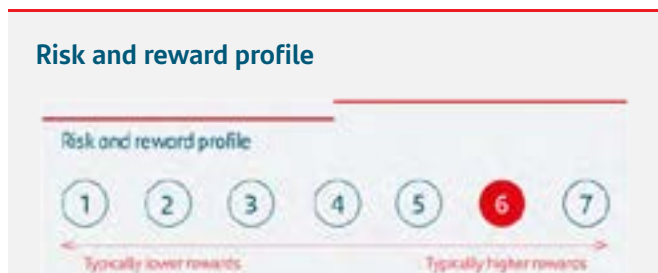 Risk and reward profile
Risk and reward profile
1 2 3 4 5 6 7
Typically lower rewards Typically higher rewards